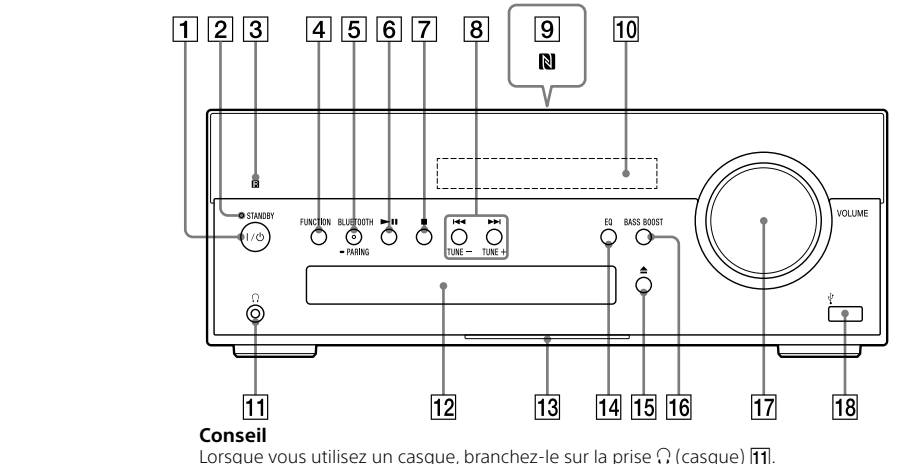 1 2 3 4 5 6 7 8 9 10
STANDBY
I / ⏻
FUNCTION BLUETOOTH EQ BASS BOOST VOLUME
PARING
TUNE − TUNE +
11 12 13 14 15 16 17 18
Conseil
Lorsque vous utilisez un casque, branchez-le sur la prise (casque) 11.